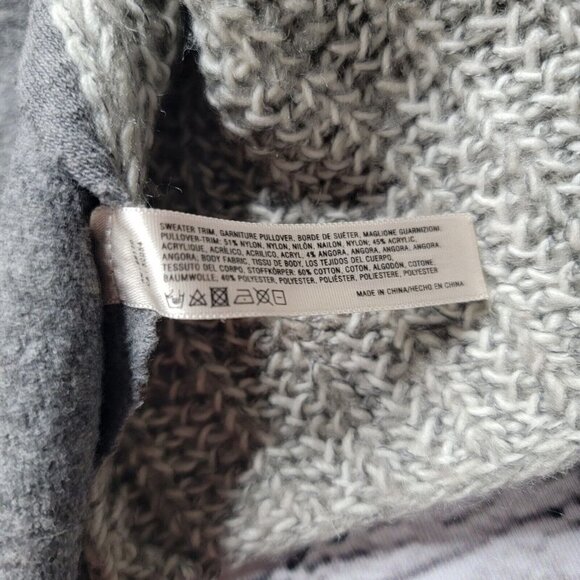 SWEATER TRIM, GARNITURE PULLOVER, BORDE DE SUÉTER, MAGLIONE GUARNIZIONI,
PULLOVER-TRIM: 51% NYLON, NYLON, NILÓN, NAILON, NYLON, 45% ACRYLIC,
ACRYLIQUE, ACRÍLICO, ACRILICO, ACRYL, 4% ANGORA, ANGORA, ANGORA, ANGORA,
ANGORA; BODY FABRIC, TISSU DE BODY, LOS TEJIDOS DEL CUERPO,
TESSUTO DEL CORPO, STOFFKÖRPER: 60% COTTON, COTON, ALGODÓN, COTONE
BAUMWOLLE; 40% POLYESTER, POLYESTER, POLIÉSTER, POLIESTERE, POLYESTER
MADE IN CHINA/HECHO EN CHINA